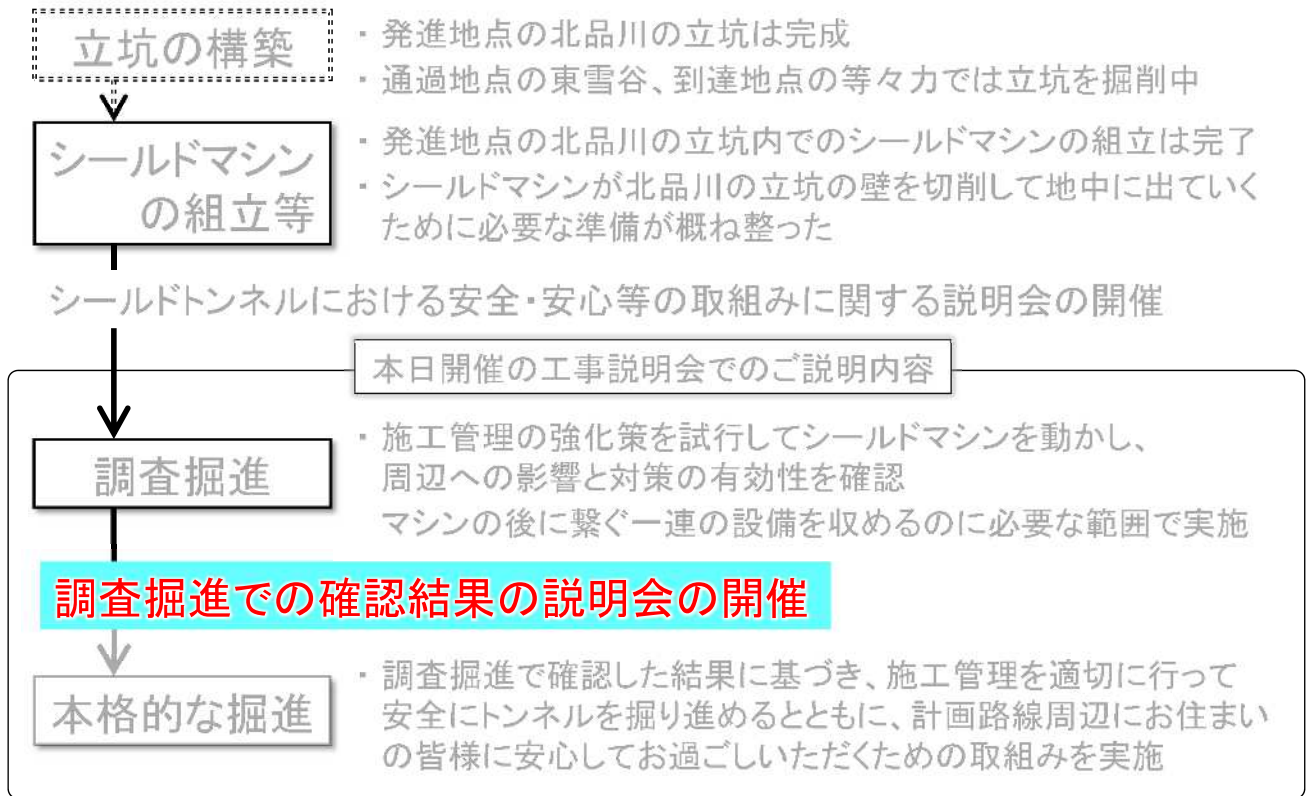 立坑の構築
・発進地点の北品川の立坑は完成
・通過地点の東雪谷、到達地点の等々力では立坑を掘削中
シールドマシン
の組立等
・発進地点の北品川の立坑内でのシールドマシンの組立は完了
・シールドマシンが北品川の立坑の壁を切削して地中に出ていく
ために必要な準備が概ね整った
シールドトンネルにおける安全・安心等の取組みに関する説明会の開催
本日開催の工事説明会でのご説明内容
調査掘進
・施工管理の強化策を試行してシールドマシンを動かし、
周辺への影響と対策の有効性を確認
マシンの後に繋ぐ一連の設備を収めるのに必要な範囲で実施
調査掘進での確認結果の説明会の開催
本格的な掘進
・調査掘進で確認した結果に基づき、施工管理を適切に行って
安全にトンネルを掘り進めるとともに、計画路線周辺にお住まい
の皆様に安心してお過ごしいただくための取組みを実施